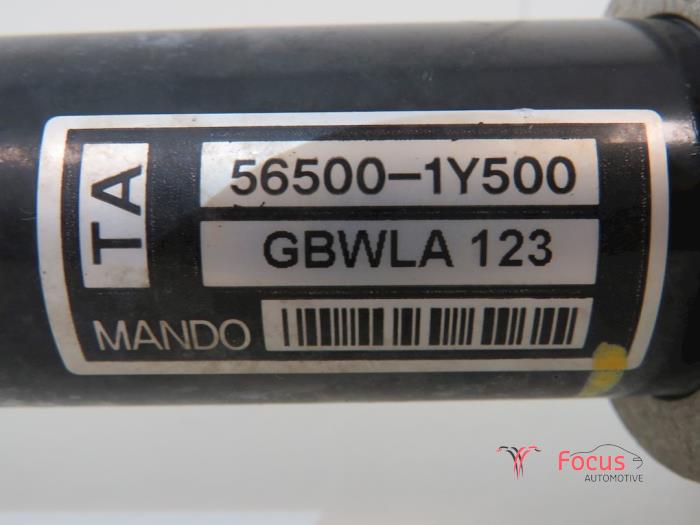 TA
56500-1Y500
GBWLA 123
MANDO
Focus
AUTOMOTIVE